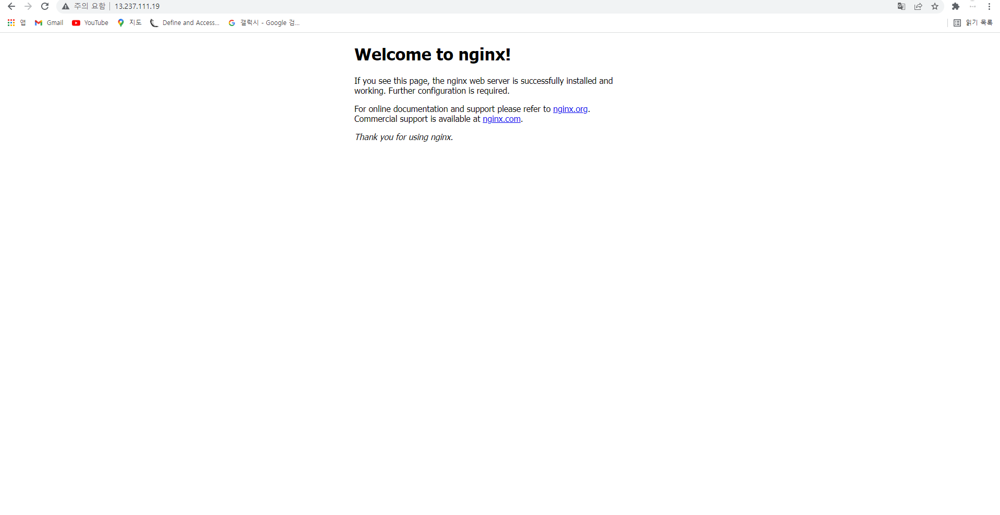 주의 요함 13.237.111.19
앱 Gmail YouTube 지도 Define and Access... 갤럭시 - Google 검... 읽기 목록
Welcome to nginx!
If you see this page, the nginx web server is successfully installed and
working. Further configuration is required.
For online documentation and support please refer to nginx.org.
Commercial support is available at nginx.com.
Thank you for using nginx.